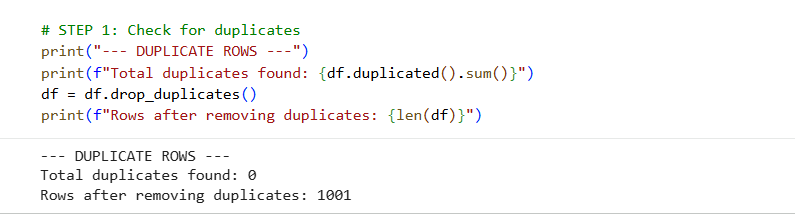 # STEP 1: Check for duplicates
print("--- DUPLICATE ROWS ---")
print(f"Total duplicates found: {df.duplicated().sum()}")
df = df.drop_duplicates()
print(f"Rows after removing duplicates: {len(df)}")
--- DUPLICATE ROWS ---
Total duplicates found: 0
Rows after removing duplicates: 1001